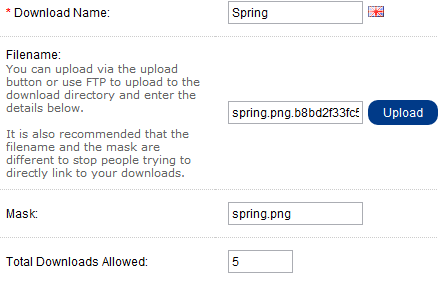 * Download Name:
Spring
Filename:
You can upload via the upload
button or use FTP to upload to the
download directory and enter the
details below.
It is also recommended that the
filename and the mask are
different to stop people trying to
directly link to your downloads.
spring.png.b8bd2f33fc5
Upload
Mask:
spring.png
Total Downloads Allowed:
5